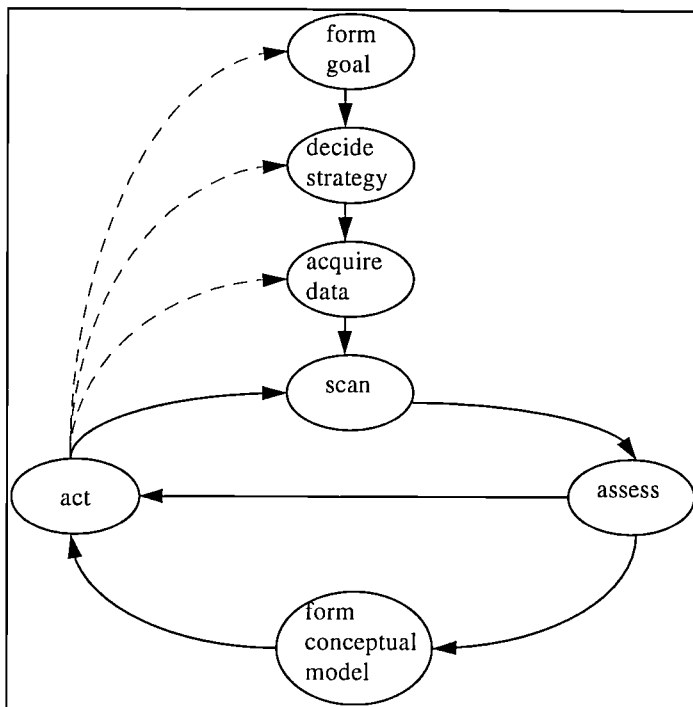 form
goal
decide
strategy
acquire
data
scan
act
assess
form
conceptual
model